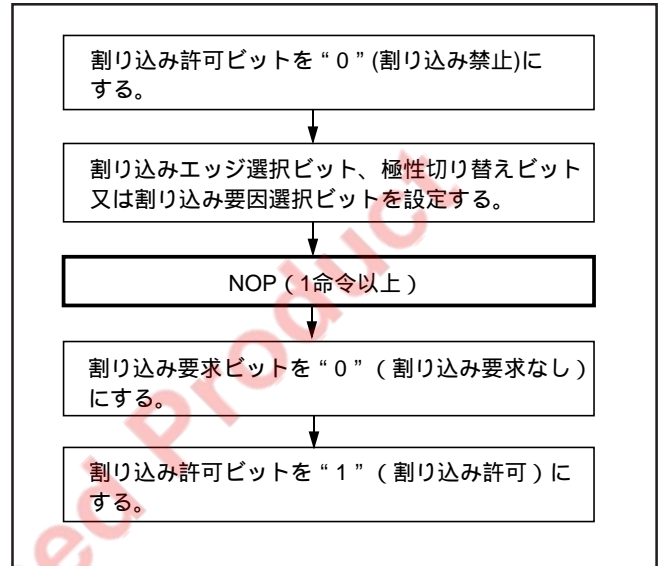 割り込み許可ビットを“0”(割り込み禁止)に
する。
割り込みエッジ選択ビット、極性切り替えビット
又は割り込み要因選択ビットを設定する。
NOP(1命令以上)
割り込み要求ビットを“0”(割り込み要求なし)
にする。
割り込み許可ビットを“1”(割り込み許可)に
する。
ed Product